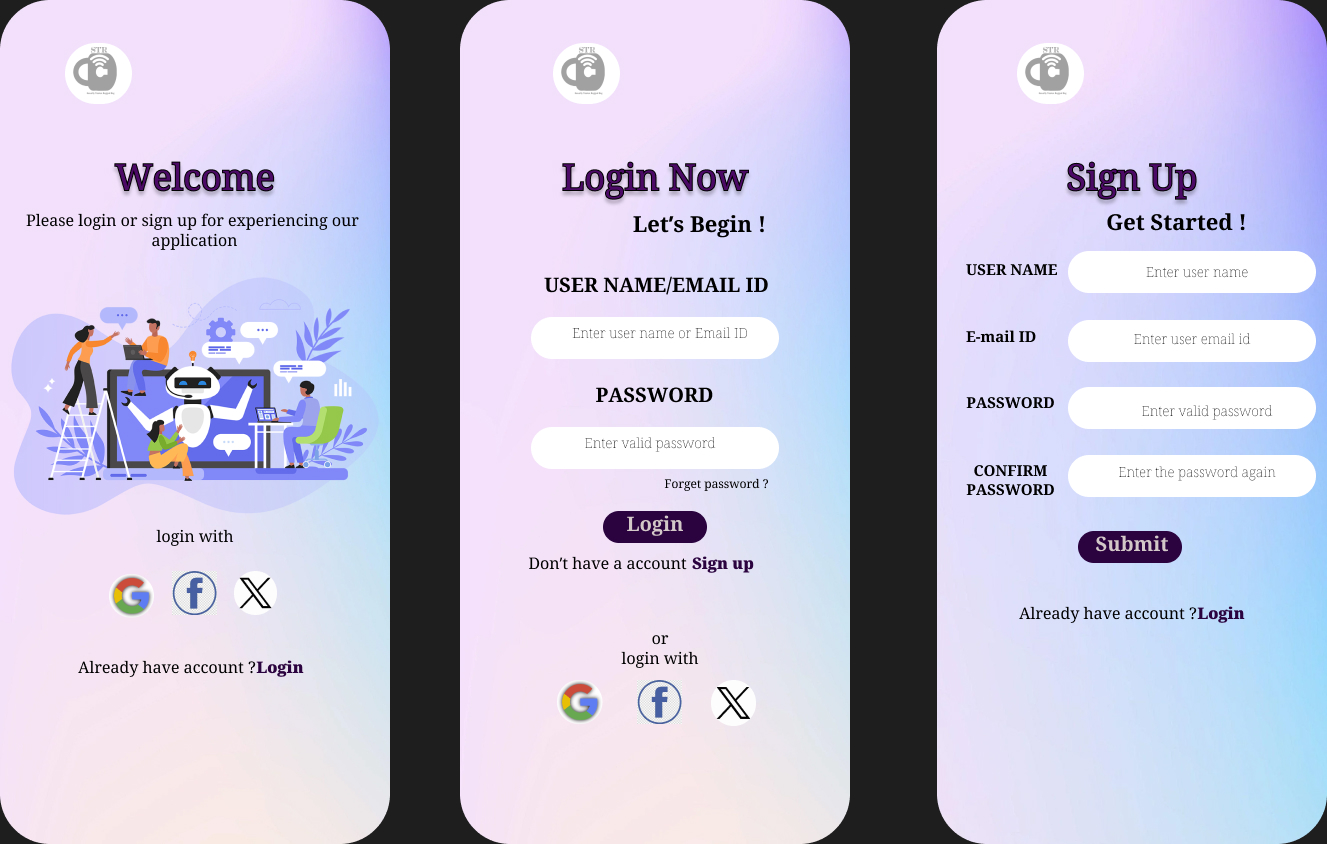 STR
Welcome
Please login or sign up for experiencing our
application
login with
Already have account ?Login
STR
Login Now
Let's Begin !
USER NAME/EMAIL ID
Enter user name or Email ID
PASSWORD
Enter valid password
Forget password ?
Login
Don't have a account Sign up
or
login with
STR
Sign Up
Get Started !
USER NAME
Enter user name
E-mail ID
Enter user email id
PASSWORD
Enter valid password
CONFIRM
PASSWORD
Enter the password again
Submit
Already have account ?Login